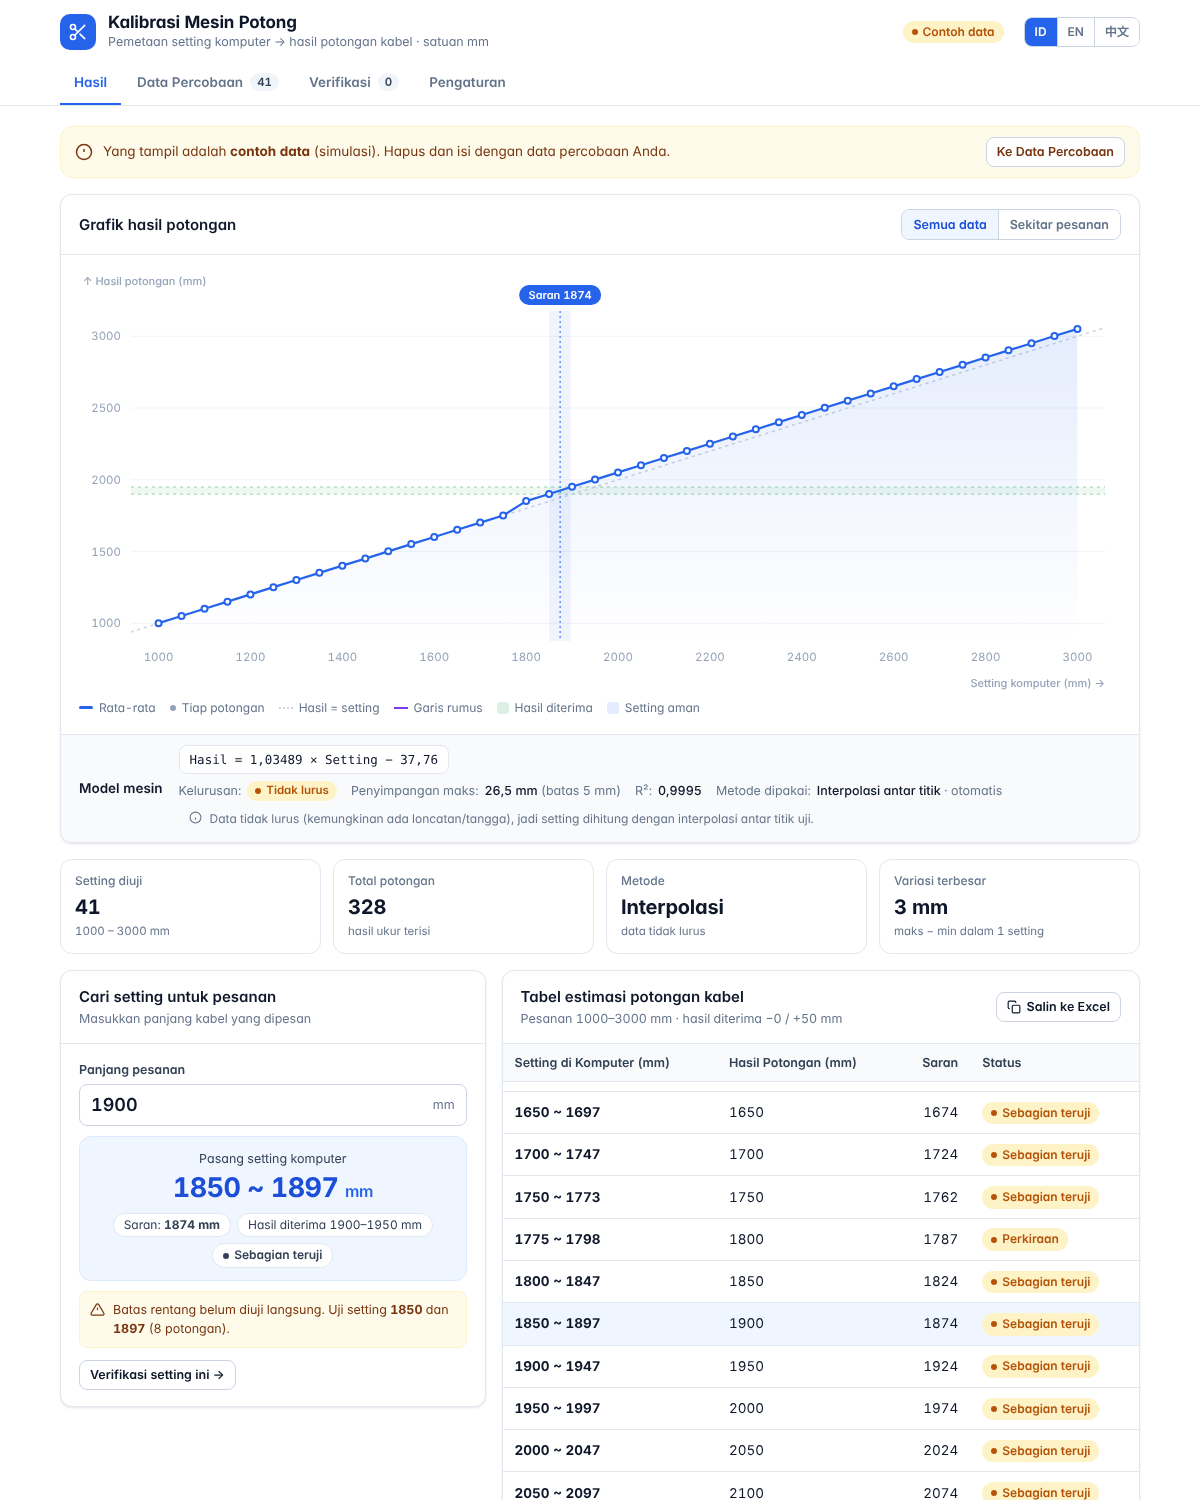 Kalibrasi Mesin Potong
Pemetaan setting komputer → hasil potongan kabel · satuan mm
Contoh data
ID EN 中文
Hasil Data Percobaan 41 Verifikasi 0 Pengaturan
Yang tampil adalah contoh data (simulasi). Hapus dan isi dengan data percobaan Anda.
Ke Data Percobaan
Grafik hasil potongan
Semua data Sekitar pesanan
↑ Hasil potongan (mm)
Saran 1874
3000
2500
2000
1500
1000
1000 1200 1400 1600 1800 2000 2200 2400 2600 2800 3000
Setting komputer (mm) →
Rata-rata Tiap potongan Hasil = setting Garis rumus Hasil diterima Setting aman
Model mesin
Hasil = 1,03489 × Setting − 37,76
Kelurusan: Tidak lurus Penyimpangan maks: 26,5 mm (batas 5 mm) R²: 0,9995 Metode dipakai: Interpolasi antar titik · otomatis
Data tidak lurus (kemungkinan ada loncatan/tangga), jadi setting dihitung dengan interpolasi antar titik uji.
Setting diuji
41
1000 – 3000 mm
Total potongan
328
hasil ukur terisi
Metode
Interpolasi
data tidak lurus
Variasi terbesar
3 mm
maks − min dalam 1 setting
Cari setting untuk pesanan
Masukkan panjang kabel yang dipesan
Panjang pesanan
1900 mm
Pasang setting komputer
1850 ~ 1897 mm
Saran: 1874 mm Hasil diterima 1900–1950 mm
Sebagian teruji
Batas rentang belum diuji langsung. Uji setting 1850 dan
1897 (8 potongan).
Verifikasi setting ini →
Tabel estimasi potongan kabel
Pesanan 1000–3000 mm · hasil diterima −0 / +50 mm
Salin ke Excel
Setting di Komputer (mm) Hasil Potongan (mm) Saran Status
1650 ~ 1697 1650 1674 Sebagian teruji
1700 ~ 1747 1700 1724 Sebagian teruji
1750 ~ 1773 1750 1762 Sebagian teruji
1775 ~ 1798 1800 1787 Perkiraan
1800 ~ 1847 1850 1824 Sebagian teruji
1850 ~ 1897 1900 1874 Sebagian teruji
1900 ~ 1947 1950 1924 Sebagian teruji
1950 ~ 1997 2000 1974 Sebagian teruji
2000 ~ 2047 2050 2024 Sebagian teruji
2050 ~ 2097 2100 2074 Sebagian teruji